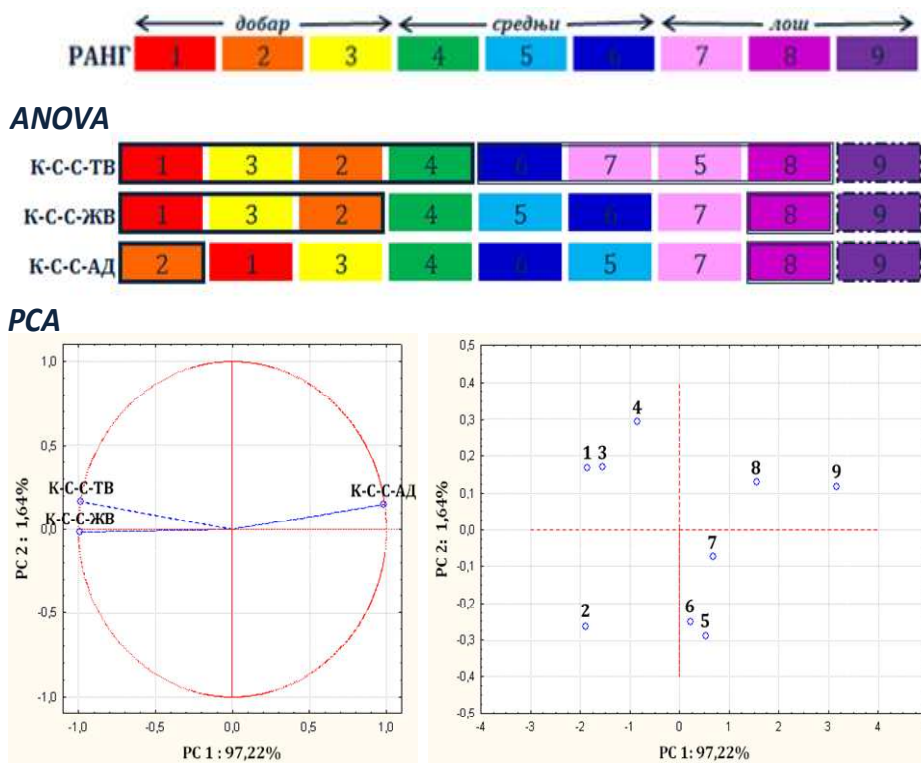 добар средњи лош
РАНГ 1 2 3 4 5 6 7 8 9
ANOVA
К-С-С-ТВ 1 3 2 4 6 7 5 8 9
К-С-С-ЖВ 1 3 2 4 5 6 7 8 9
К-С-С-АД 2 1 3 4 6 5 7 8 9
PCA
1,0
0,5
0,0
-0,5
-1,0
К-С-С-ТВ
К-С-С-ЖВ
К-С-С-АД
PC 2 : 1,64%
-1,0 -0,5 0,0 0,5 1,0
PC 1 : 97,22%
0,5
0,4
0,3
0,2
0,1
0,0
-0,1
-0,2
-0,3
-0,4
-0,5
4
1 3
8 9
7
2 6 5
PC 2: 1,64%
-4 -3 -2 -1 0 1 2 3 4
PC 1: 97,22%